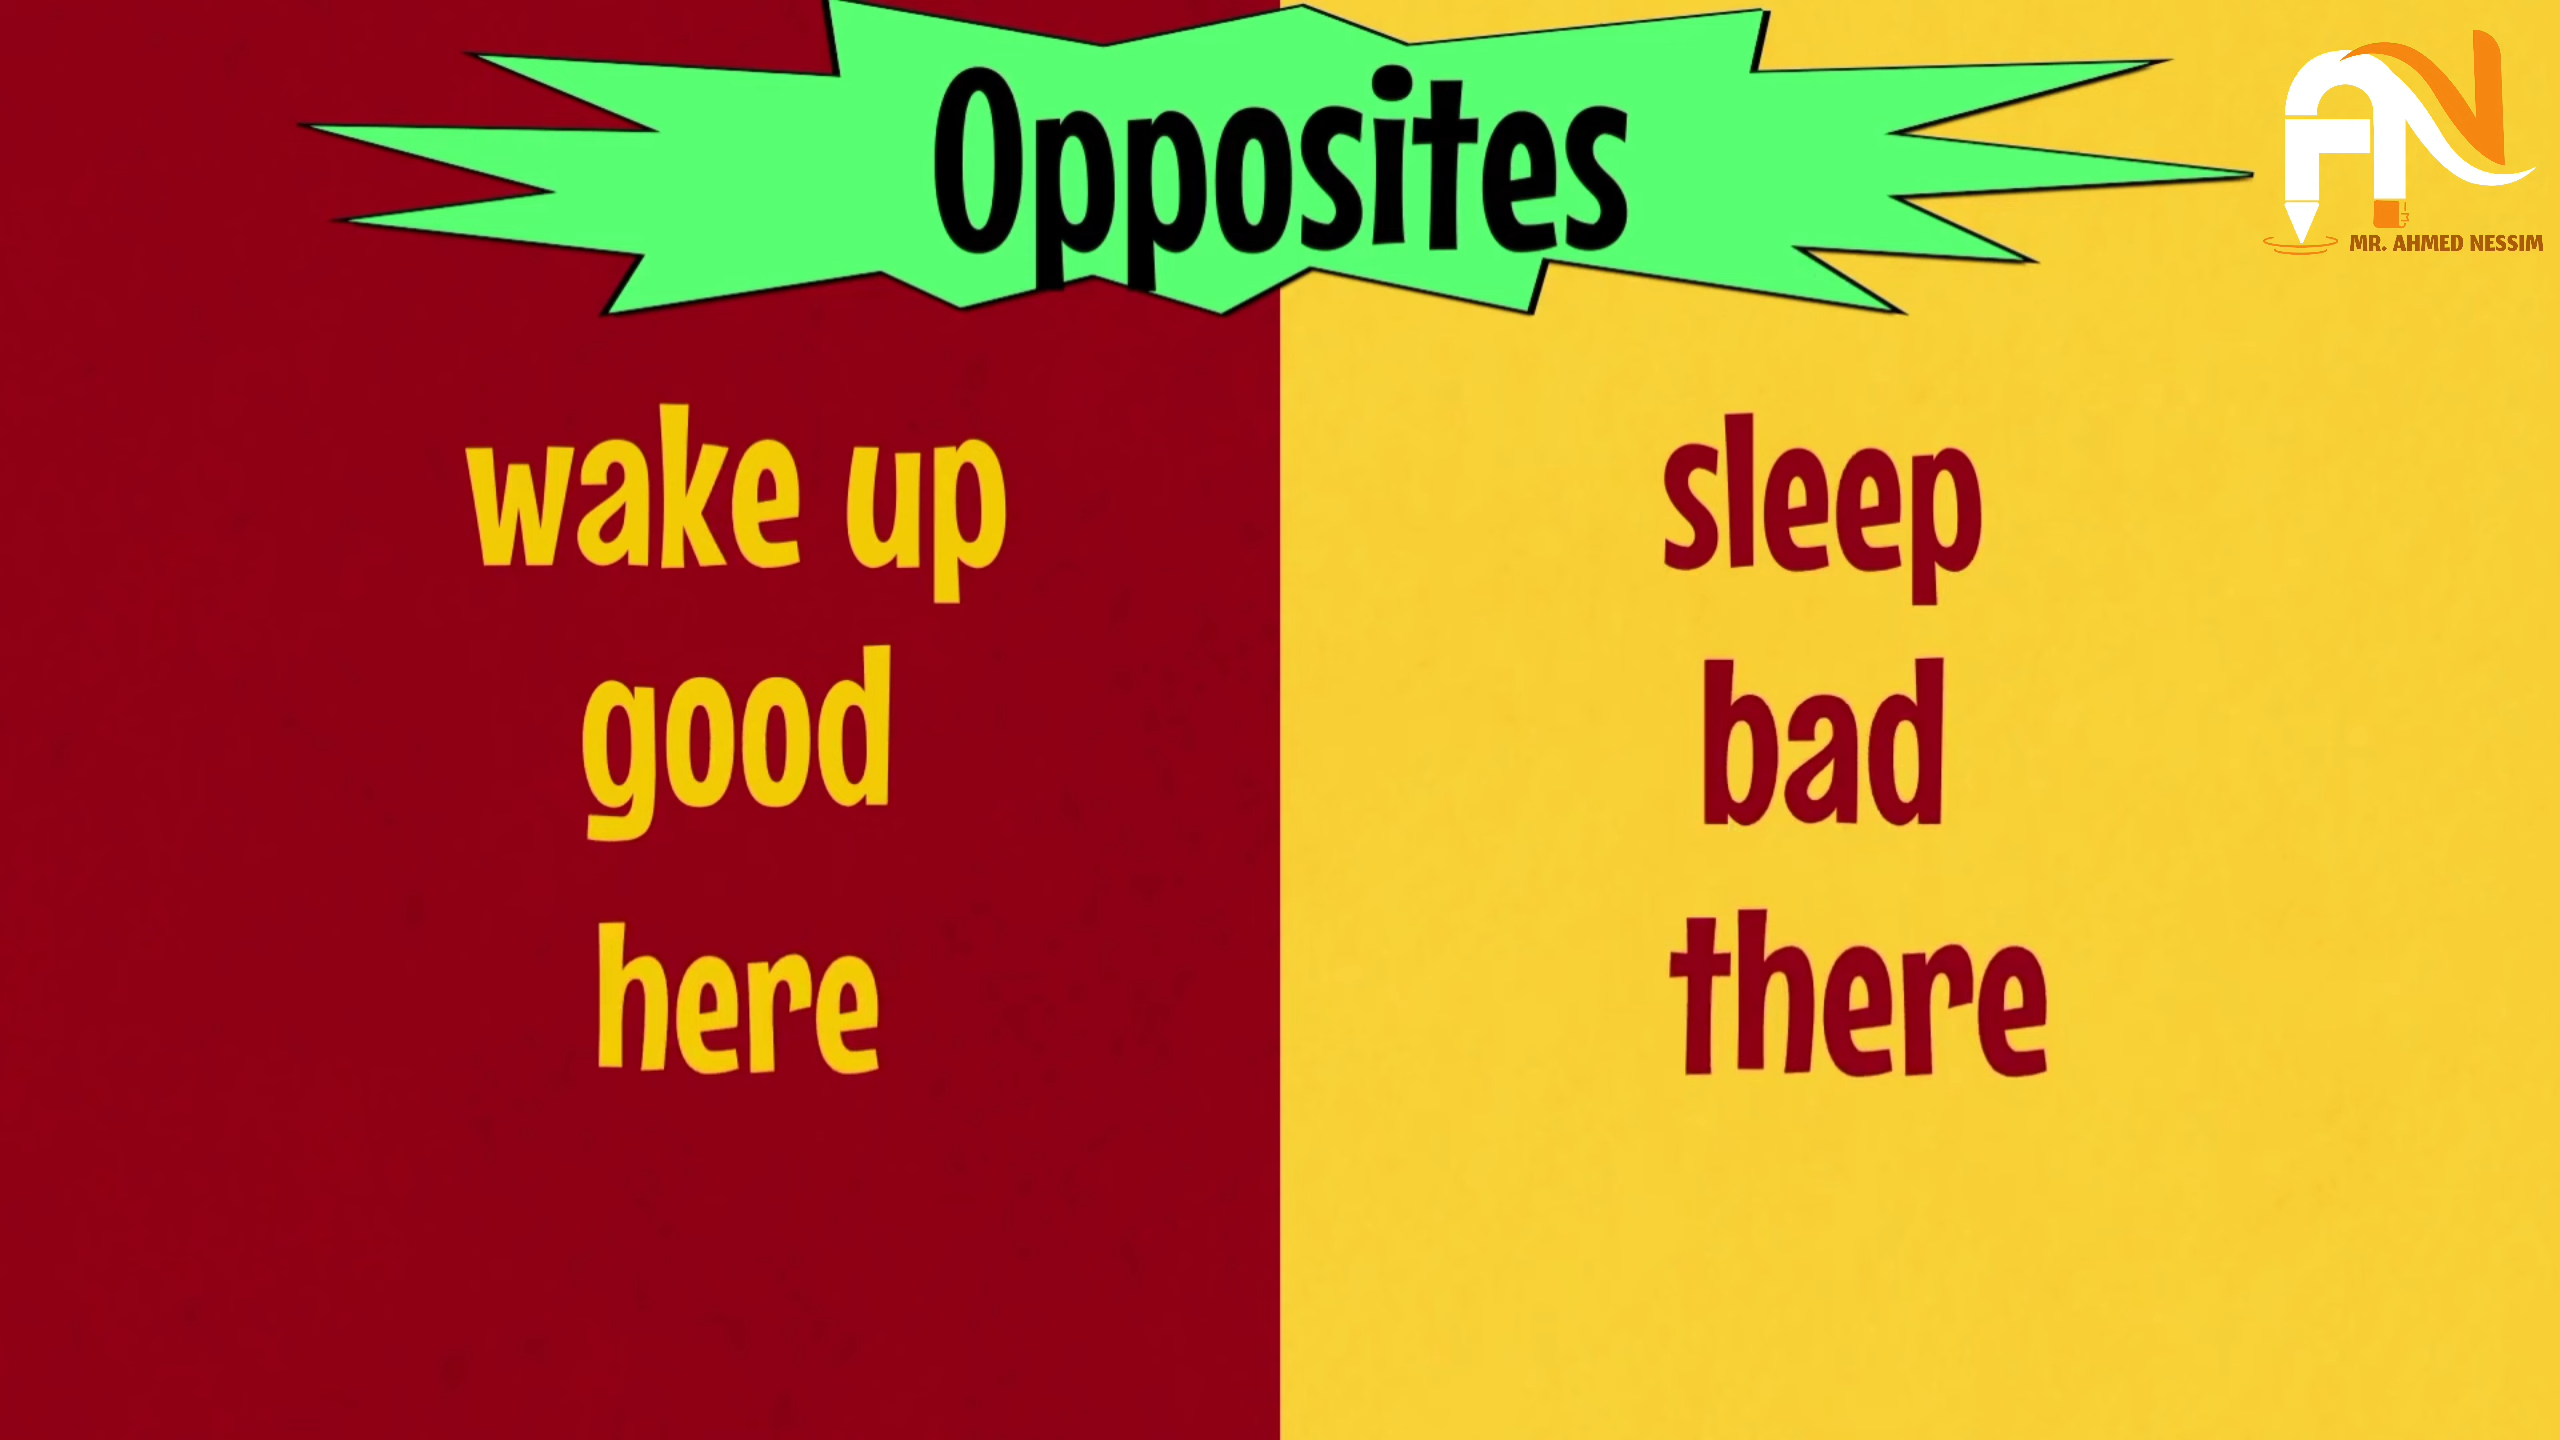 Opposites
MR. AHMED NESSIM
wake up
sleep
good
bad
here
there